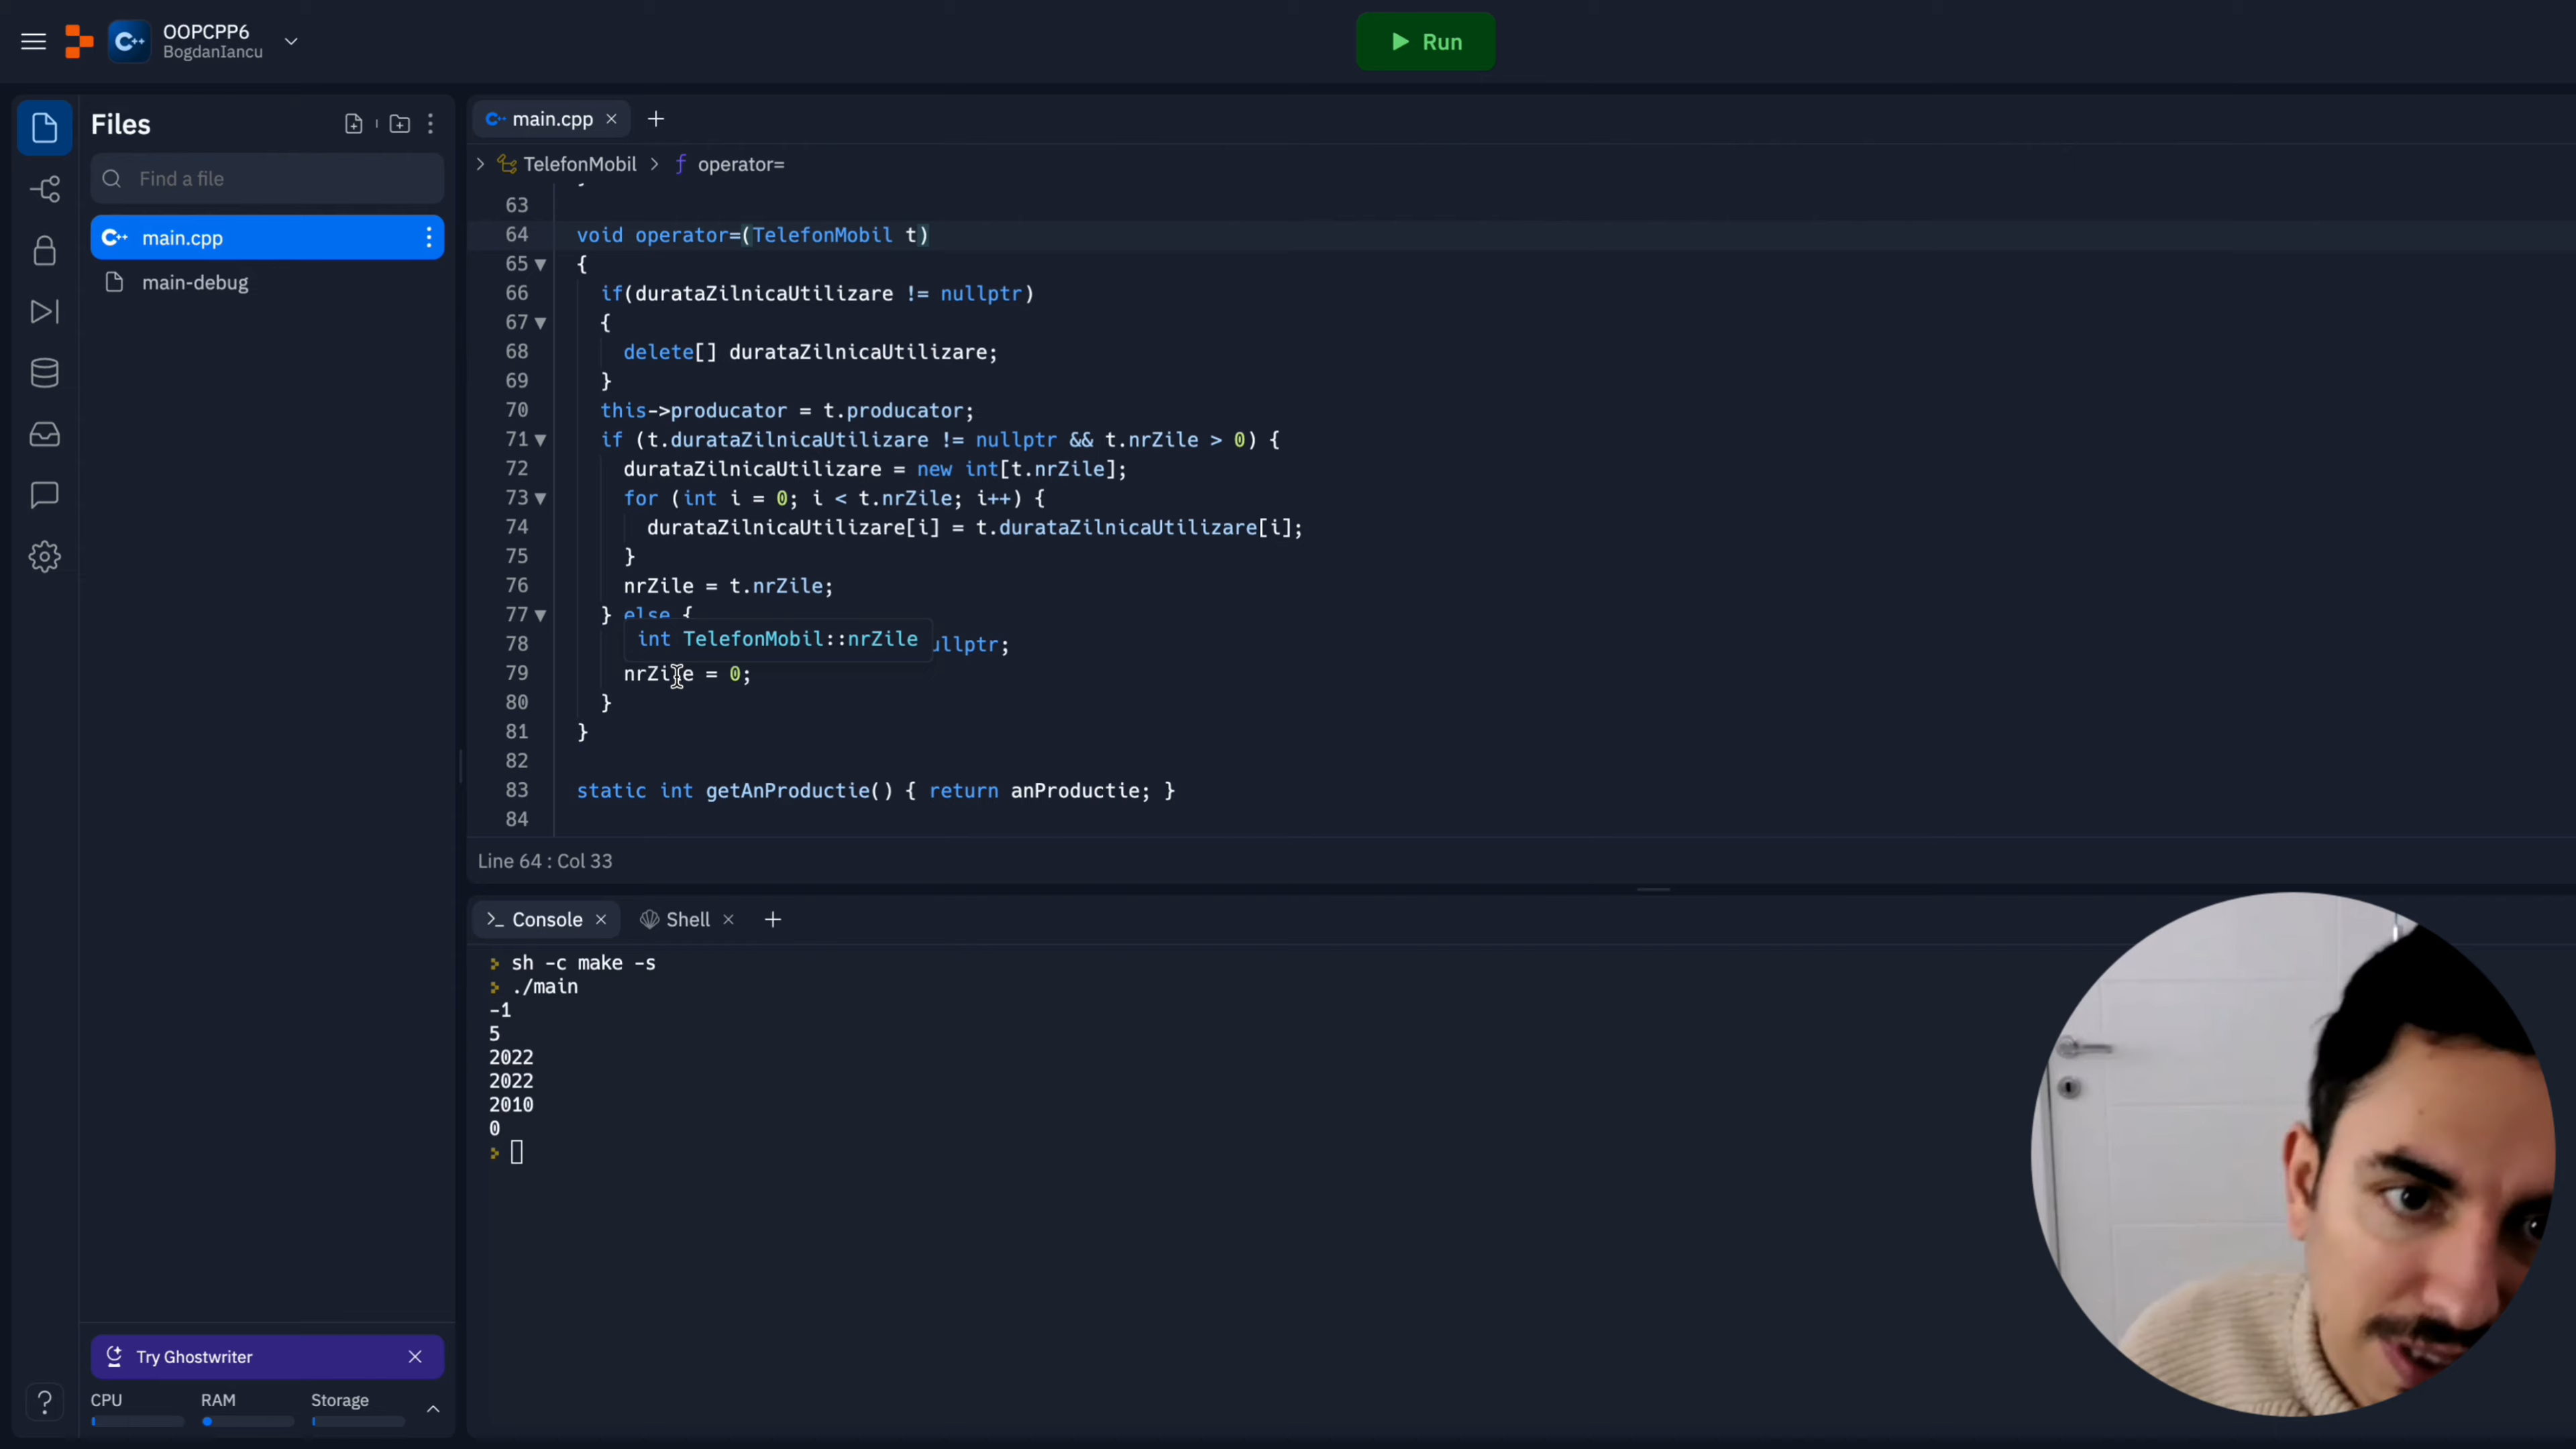 OOPCPP6
BogdanIancu
Run
Files
Find a file
main.cpp
main-debug
Try Ghostwriter
CPU RAM Storage
main.cpp
TelefonMobil > operator=
63
64 void operator=(TelefonMobil t)
65 {
66 if(durataZilnicaUtilizare != nullptr)
67 {
68 delete[] durataZilnicaUtilizare;
69 }
70 this->producator = t.producator;
71 if (t.durataZilnicaUtilizare != nullptr && t.nrZile > 0) {
72 durataZilnicaUtilizare = new int[t.nrZile];
73 for (int i = 0; i < t.nrZile; i++) {
74 durataZilnicaUtilizare[i] = t.durataZilnicaUtilizare[i];
75 }
76 nrZile = t.nrZile;
77 } else {
int TelefonMobil::nrZile
78 ullptr;
79 nrZile = 0;
80 }
81 }
82
83 static int getAnProductie() { return anProductie; }
84
Line 64 : Col 33
Console Shell
sh -c make -s
./main
-1
5
2022
2022
2010
0